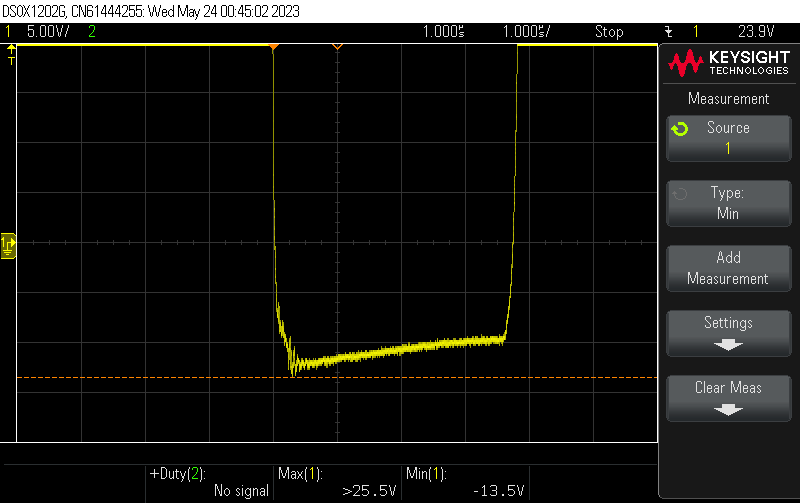 DSOX1202G, CN61444255: Wed May 24 00:45:02 2023
1 5.00V/ 2 1.000s 1.000s/ Stop 1 23.9V
T
KEYSIGHT
TECHNOLOGIES
Measurement
Source
1
Type:
Min
Add
Measurement
Settings
Clear Meas
1
+Duty(2): Max(1): Min(1):
No signal >25.5V -13.5V